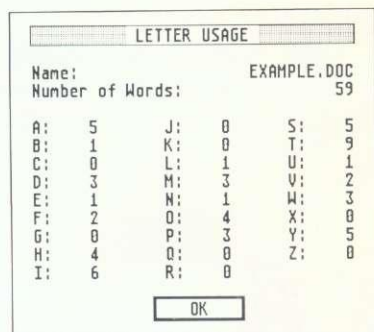 LETTER USAGE
Name: EXAMPLE.DOC
Number of Words: 59
A: 5 J: 0 S: 5
B: 1 K: 0 T: 9
C: 0 L: 1 U: 1
D: 3 M: 3 V: 2
E: 1 N: 1 W: 3
F: 2 O: 4 X: 0
G: 0 P: 3 Y: 5
H: 4 Q: 0 Z: 0
I: 6 R: 0
OK